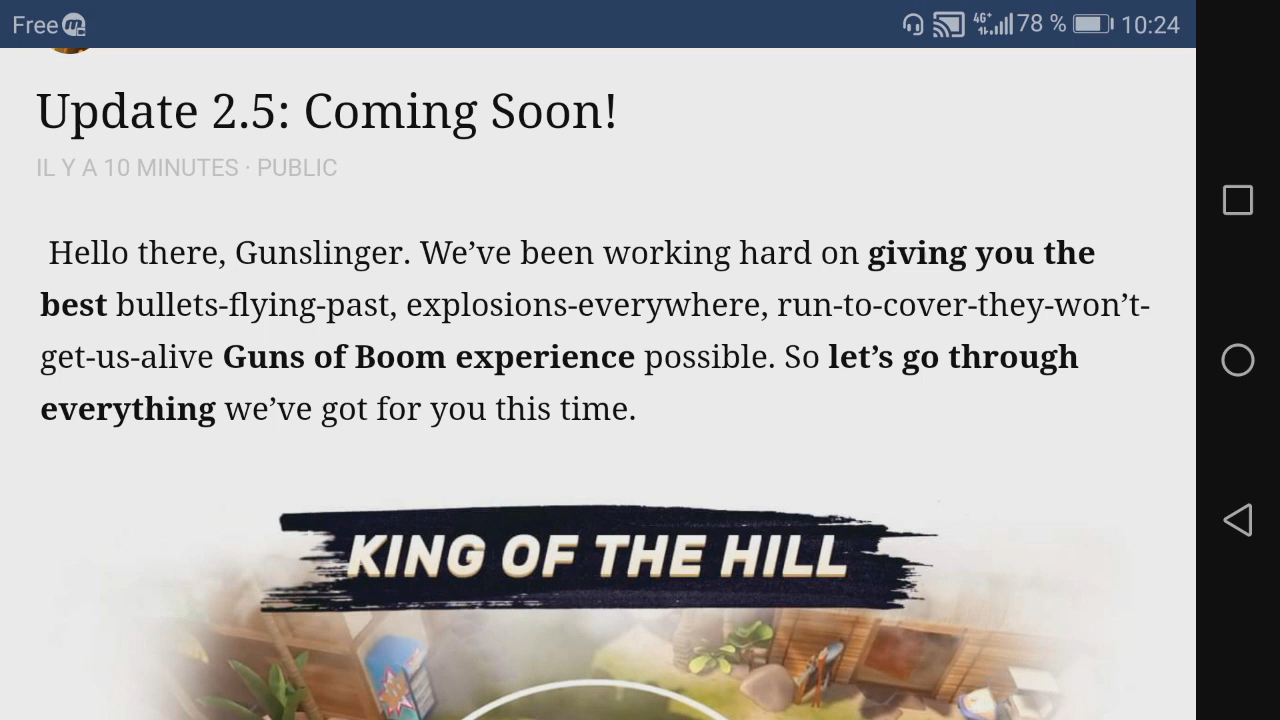 Free
4G+ 78 % 10:24
Update 2.5: Coming Soon!
IL Y A 10 MINUTES · PUBLIC
Hello there, Gunslinger. We’ve been working hard on giving you the
best bullets-flying-past, explosions-everywhere, run-to-cover-they-won’t-
get-us-alive Guns of Boom experience possible. So let’s go through
everything we’ve got for you this time.
KING OF THE HILL